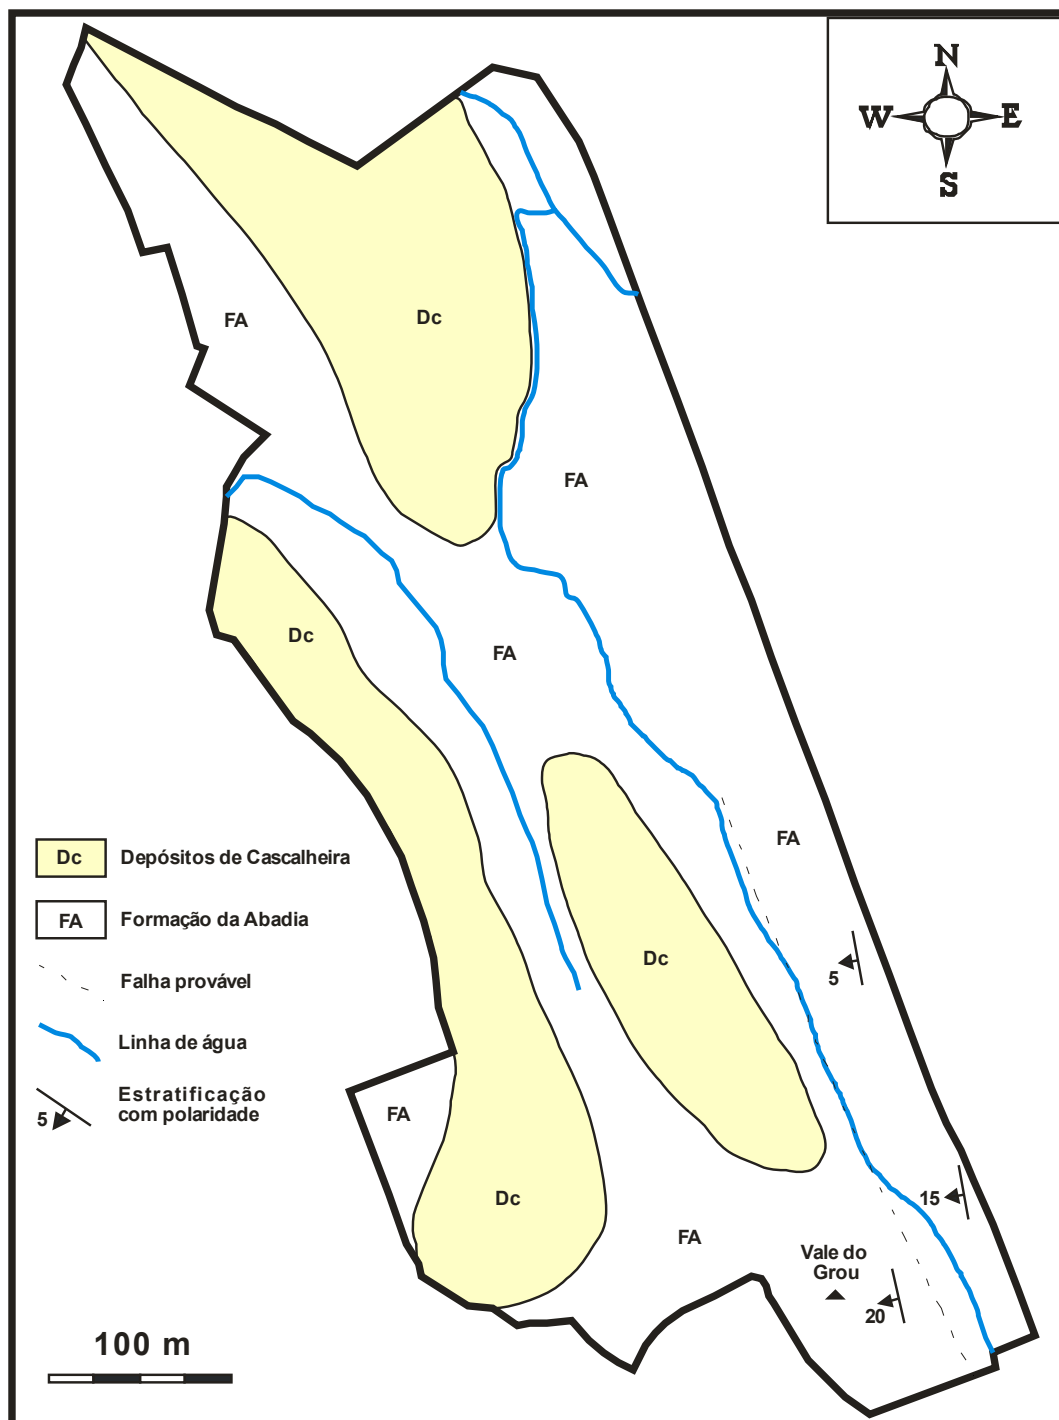 N
W E
S
FA
Dc
FA
Dc
FA
FA
Dc
5
FA
Dc
15
FA
Vale do
Grou
20
Dc Depósitos de Cascalheira
FA Formação da Abadia
Falha provável
Linha de água
Estratificação
com polaridade
5
100 m